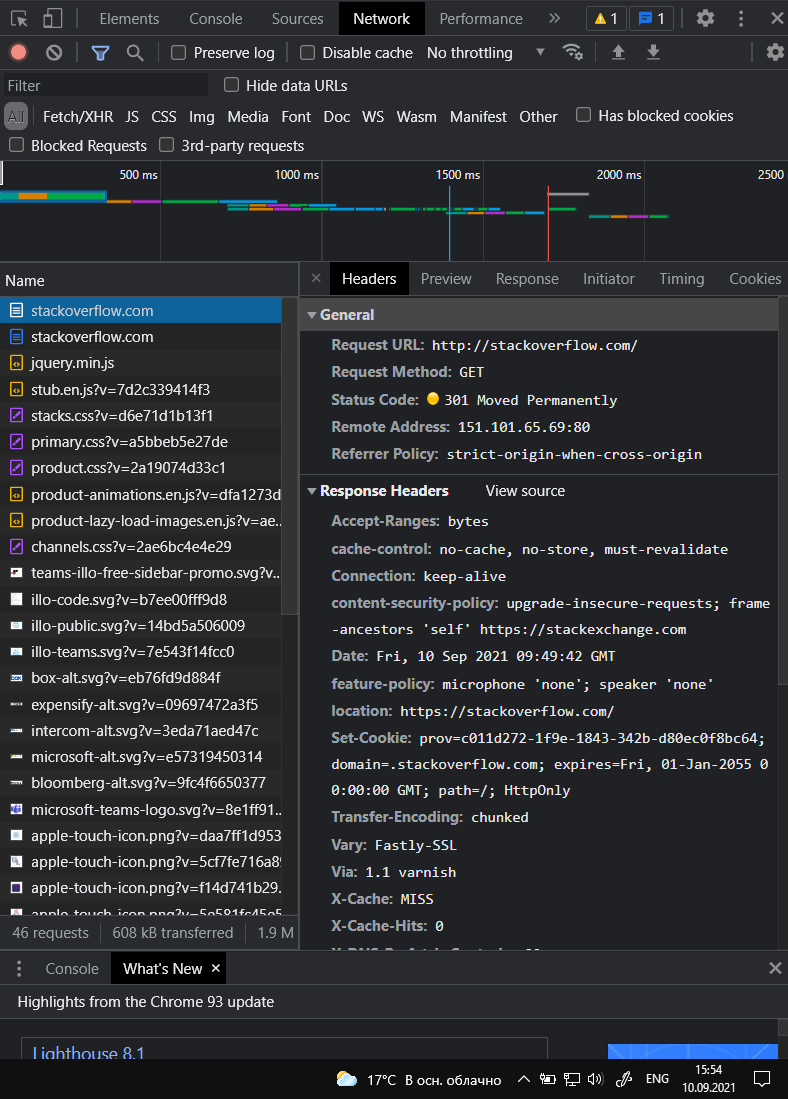 Elements Console Sources Network Performance 1 1
Preserve log Disable cache No throttling
Filter Hide data URLs
All Fetch/XHR JS CSS Img Media Font Doc WS Wasm Manifest Other Has blocked cookies
Blocked Requests 3rd-party requests
500 ms 1000 ms 1500 ms 2000 ms 2500
Name
stackoverflow.com
stackoverflow.com
jquery.min.js
stub.en.js?v=7d2c339414f3
stacks.css?v=d6e71d1b13f1
primary.css?v=a5bbeb5e27de
product.css?v=2a19074d33c1
product-animations.en.js?v=dfa1273d
product-lazy-load-images.en.js?v=ae...
channels.css?v=2ae6bc4e4e29
teams-illo-free-sidebar-promo.svg?v...
illo-code.svg?v=b7ee00fff9d8
illo-public.svg?v=14bd5a506009
illo-teams.svg?v=7e543f14fcc0
box-alt.svg?v=eb76fd9d884f
expensify-alt.svg?v=09697472a3f5
intercom-alt.svg?v=3eda71aed47c
microsoft-alt.svg?v=e57319450314
bloomberg-alt.svg?v=9fc4f6650377
microsoft-teams-logo.svg?v=8e1ff91...
apple-touch-icon.png?v=daa7ff1d953
apple-touch-icon.png?v=5cf7fe716a89
apple-touch-icon.png?v=f14d741b29...
46 requests 608 kB transferred 1.9 M
Headers Preview Response Initiator Timing Cookies
General
Request URL: http://stackoverflow.com/
Request Method: GET
Status Code: 301 Moved Permanently
Remote Address: 151.101.65.69:80
Referrer Policy: strict-origin-when-cross-origin
Response Headers View source
Accept-Ranges: bytes
cache-control: no-cache, no-store, must-revalidate
Connection: keep-alive
content-security-policy: upgrade-insecure-requests; frame
-ancestors 'self' https://stackexchange.com
Date: Fri, 10 Sep 2021 09:49:42 GMT
feature-policy: microphone 'none'; speaker 'none'
location: https://stackoverflow.com/
Set-Cookie: prov=c011d272-1f9e-1843-342b-d80ec0f8bc64;
domain=.stackoverflow.com; expires=Fri, 01-Jan-2055 0
0:00:00 GMT; path=/; HttpOnly
Transfer-Encoding: chunked
Vary: Fastly-SSL
Via: 1.1 varnish
X-Cache: MISS
X-Cache-Hits: 0
Console What's New
Highlights from the Chrome 93 update
Lighthouse 8.1
17°C В осн. облачно ENG 15:54
10.09.2021